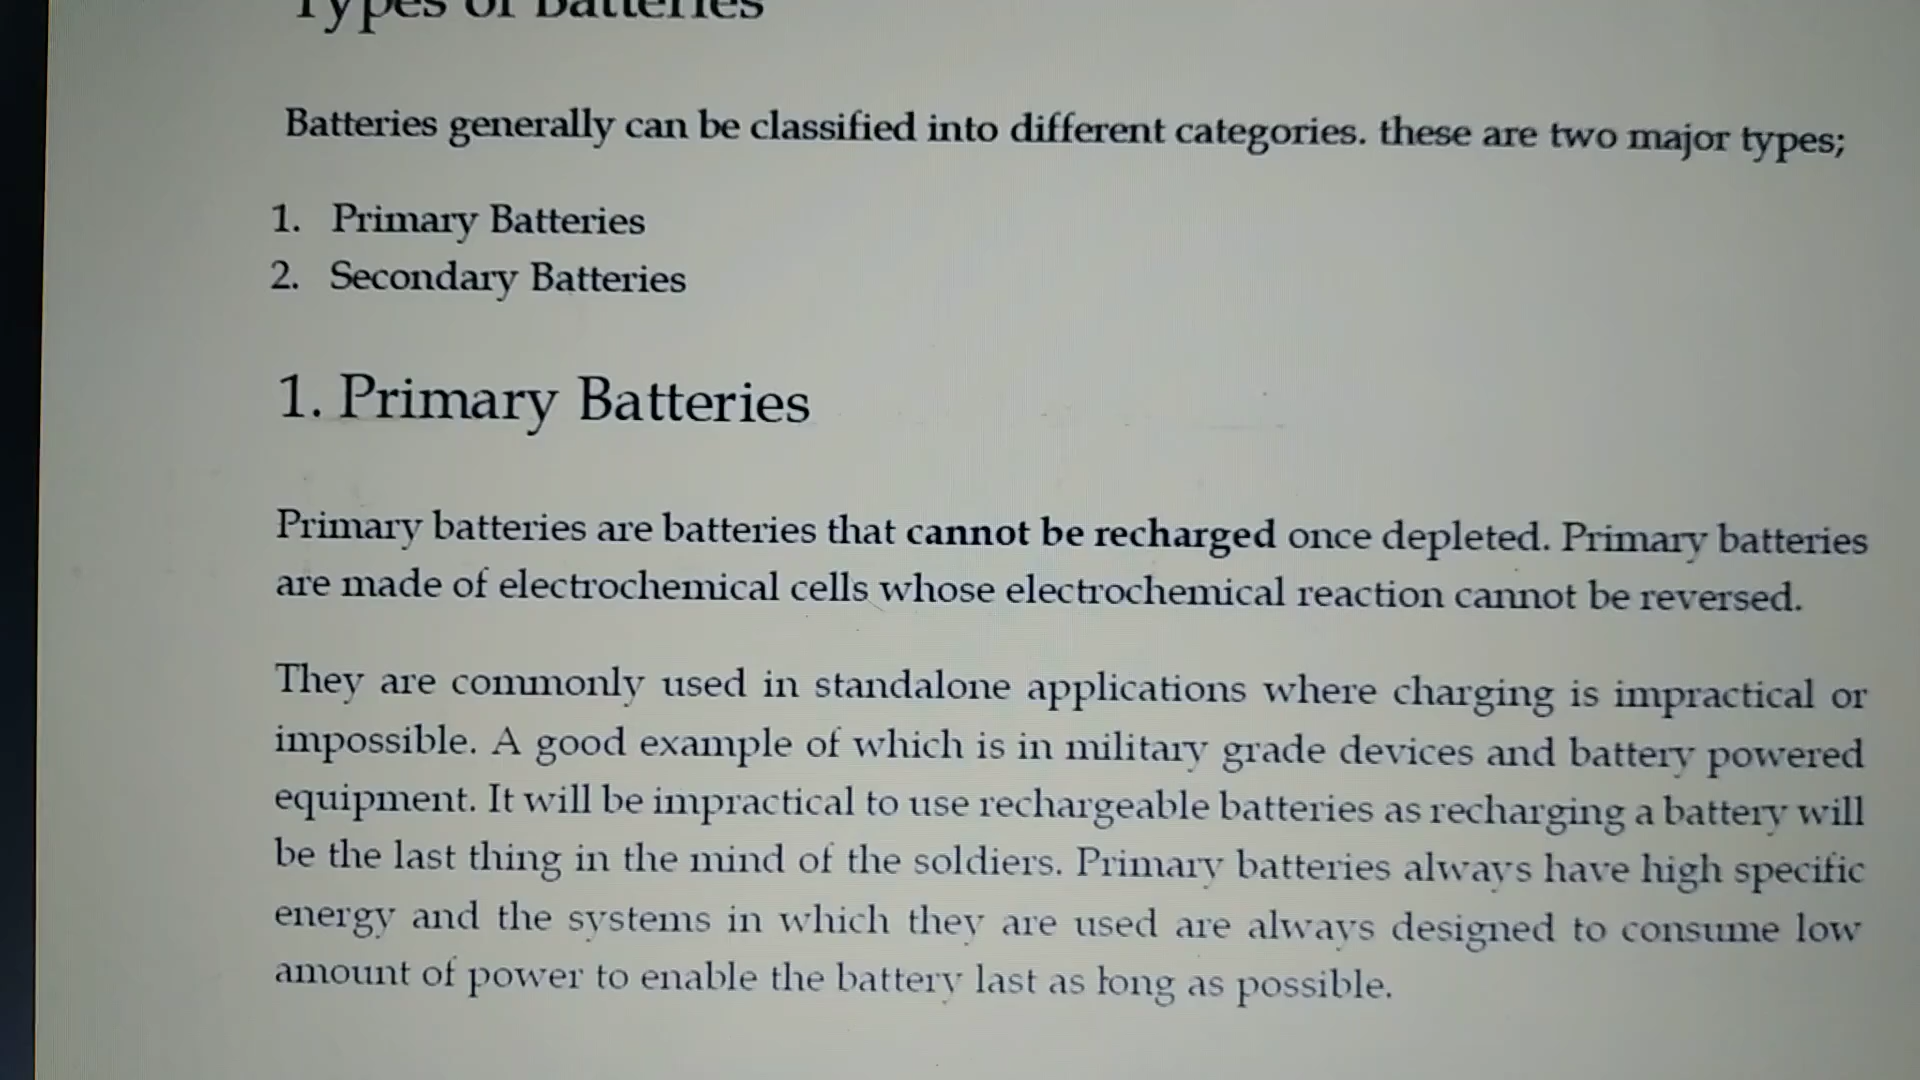 Types of Batteries
Batteries generally can be classified into different categories. these are two major types;
1. Primary Batteries
2. Secondary Batteries
1. Primary Batteries
Primary batteries are batteries that cannot be recharged once depleted. Primary batteries
are made of electrochemical cells whose electrochemical reaction cannot be reversed.
They are commonly used in standalone applications where charging is impractical or
impossible. A good example of which is in military grade devices and battery powered
equipment. It will be impractical to use rechargeable batteries as recharging a battery will
be the last thing in the mind of the soldiers. Primary batteries always have high specific
energy and the systems in which they are used are always designed to consume low
amount of power to enable the battery last as long as possible.